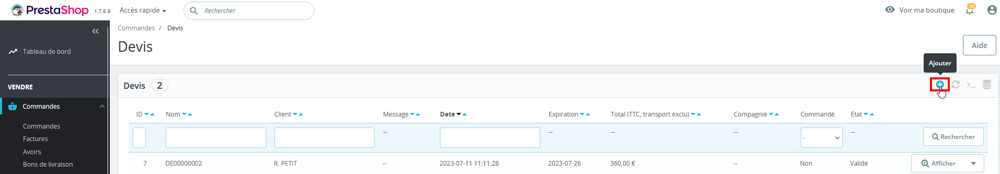 PrestaShop 1.7.8.9 Accès rapide Rechercher Voir ma boutique 70
Commandes / Devis
Devis
Aide
Tableau de bord
Ajouter
VENDRE
Devis 2
Commandes
ID Nom Client Message Date Expiration Total (TTC, transport exclu) Compagnie Commande État
Commandes
-- -- -- -- - -- Rechercher
Factures
Avoirs
Bons de livraison
7 DE00000002 R. PETIT -- 2023-07-11 11:11:28 2023-07-26 360,00 € -- Non Validé Afficher